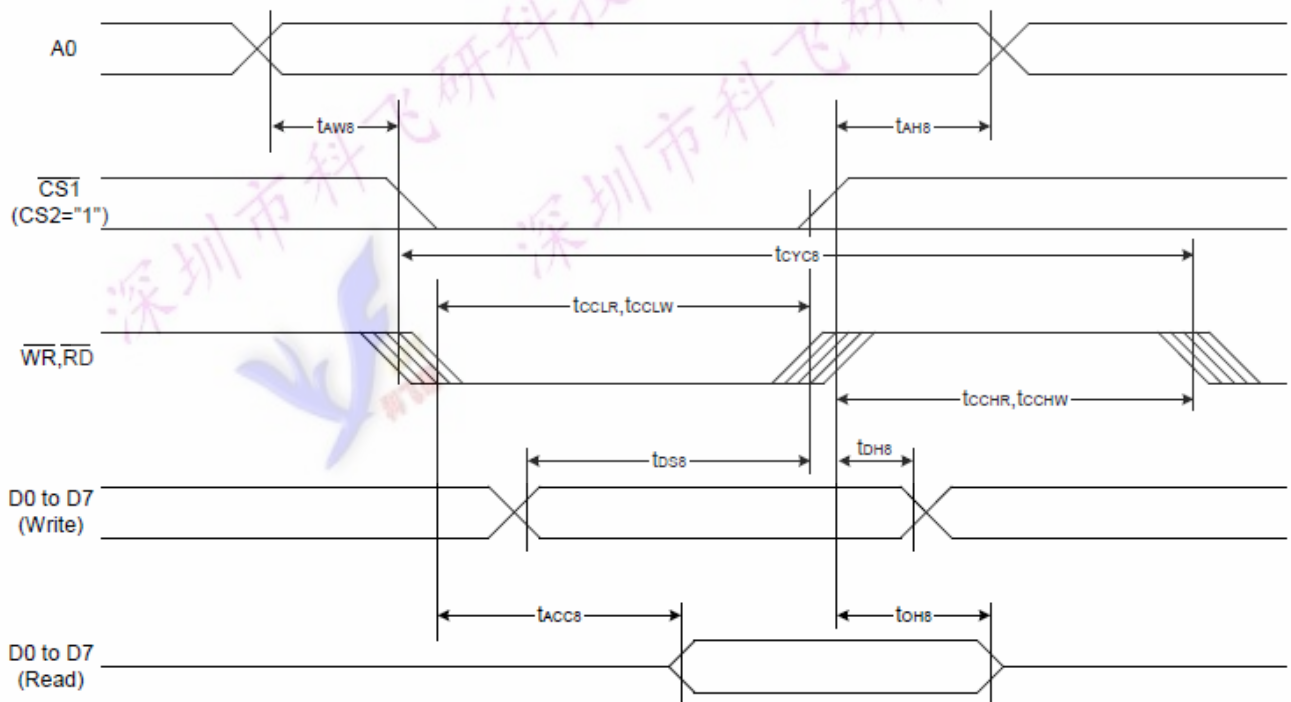 A0
tAW8
tAH8
CS1
(CS2="1")
tCYC8
tCCLR,tCCLW
WR,RD
tCCHR,tCCHW
tDS8
tDH8
D0 to D7
(Write)
tACC8
tOH8
D0 to D7
(Read)
深圳市科飞研科技
深圳市科飞研科